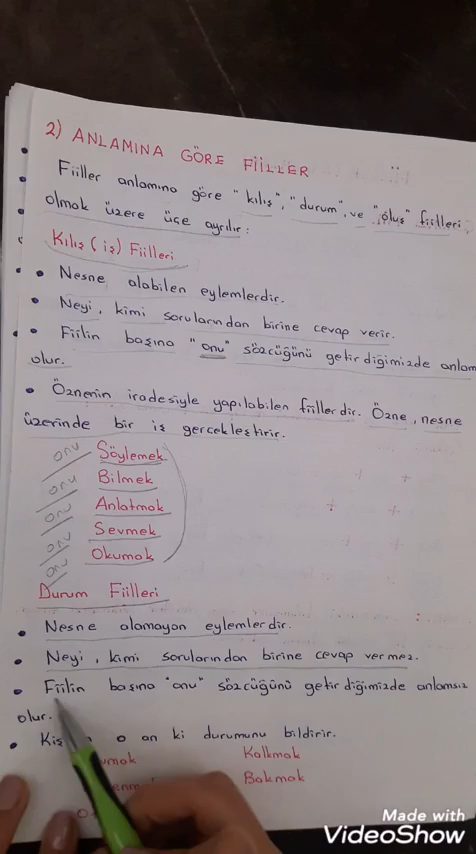 2) ANLAMINA GÖRE FİİLLER
Fiiller anlamına göre "kılış", "durum", ve "oluş" fiilleri
olmak üzere üçe ayrılır:
Kılış (iş) Fiilleri
• Nesne alabilen eylemlerdir.
• Neyi, kimi sorularından birine cevap verir.
• Fiilin başına "onu" sözcüğünü getirdiğimizde anlam
olur.
• Öznenin iradesiyle yapılabilen fiillerdir. Özne, nesne
üzerinde bir iş gerçekleştirir.
onu Söylemek
onu Bilmek
onu Anlatmak
onu Sevmek
onu Okumak
Durum Fiilleri
• Nesne alamayan eylemlerdir.
• Neyi, kimi sorularından birine cevap vermez.
• Fiilin başına "onu" sözcüğünü getirdiğimizde anlamsız
olur.
• o an ki durumunu bildirir.
Kalkmak
Bakmak
Made with
VideoShow